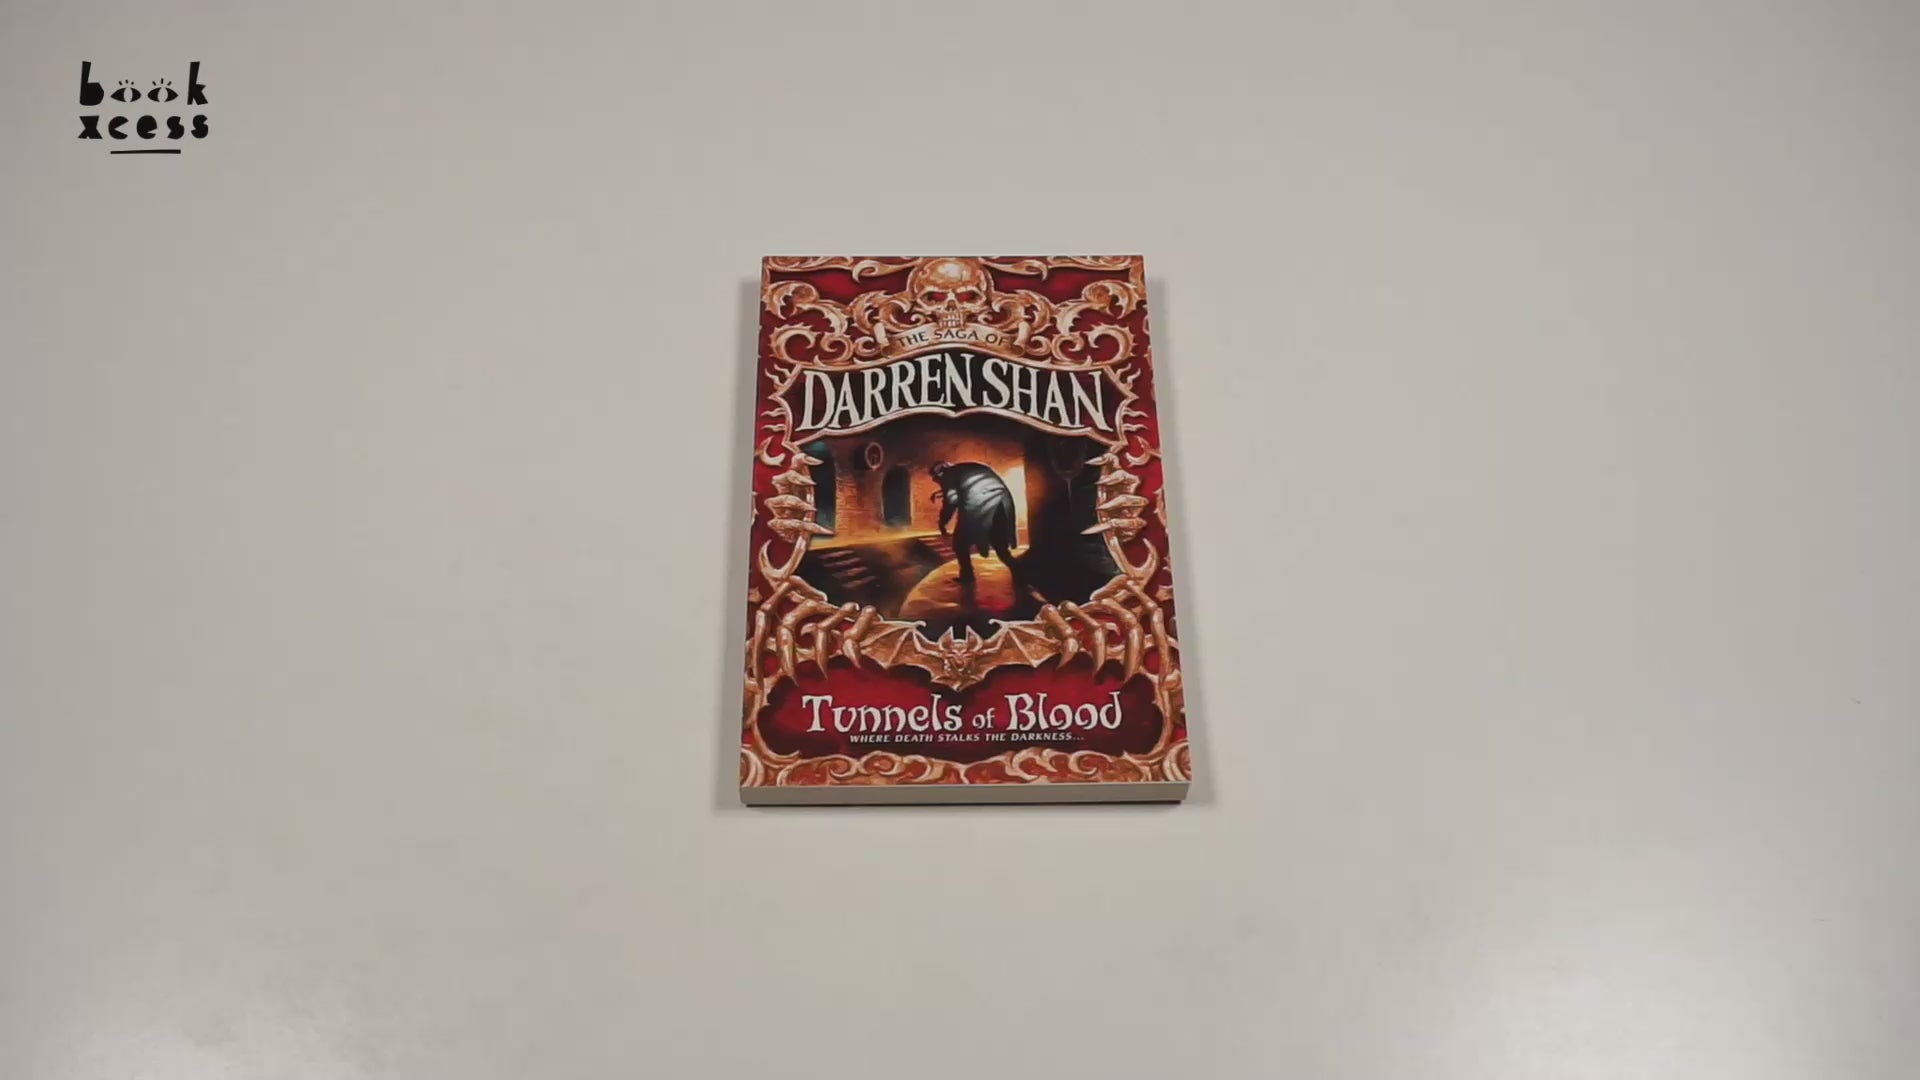 book
xcess
THE SAGA OF
DARREN SHAN
Tunnels of Blood
WHERE DEATH STALKS THE DARKNESS...